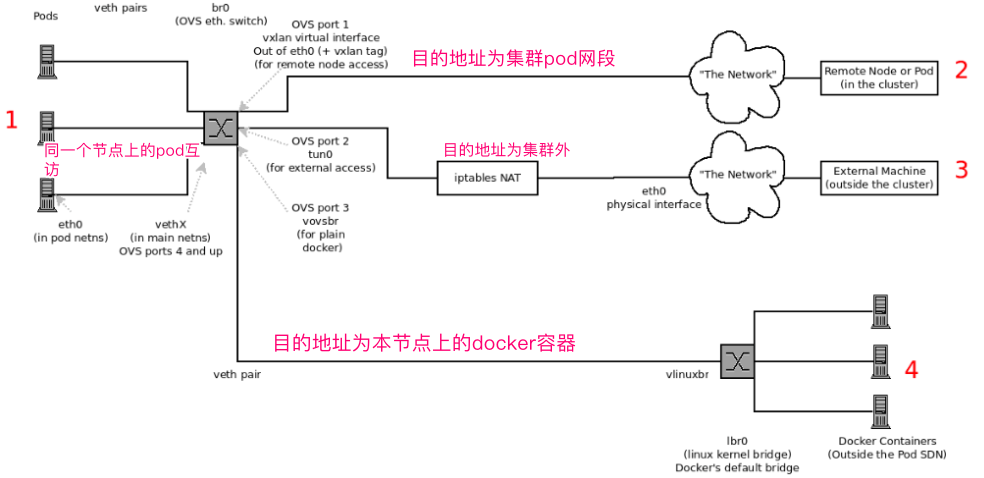 Pods
veth pairs
br0
(OVS eth. switch)
OVS port 1
vxlan virtual interface
Out of eth0 (+ vxlan tag)
(for remote node access)
目的地址为集群pod网段
"The Network"
Remote Node or Pod
(in the cluster)
2
1
同一个节点上的pod互
访
OVS port 2
tun0
(for external access)
目的地址为集群外
iptables NAT
eth0
physical interface
"The Network"
External Machine
(outside the cluster)
3
eth0
(in pod netns)
vethX
(in main netns)
OVS ports 4 and up
OVS port 3
vovsbr
(for plain
docker)
目的地址为本节点上的docker容器
veth pair
vlinuxbr
4
lbr0
(linux kernel bridge)
Docker's default bridge
Docker Containers
(Outside the Pod SDN)